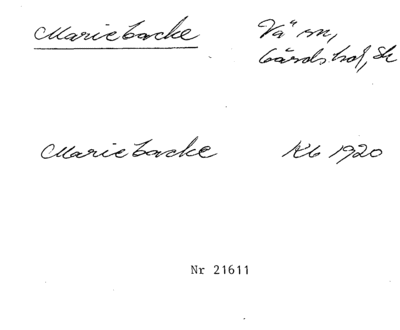 Mariebacke Vä sn,
Gärds hd, Sk
Mariebacke Kb 1920
Nr 21611